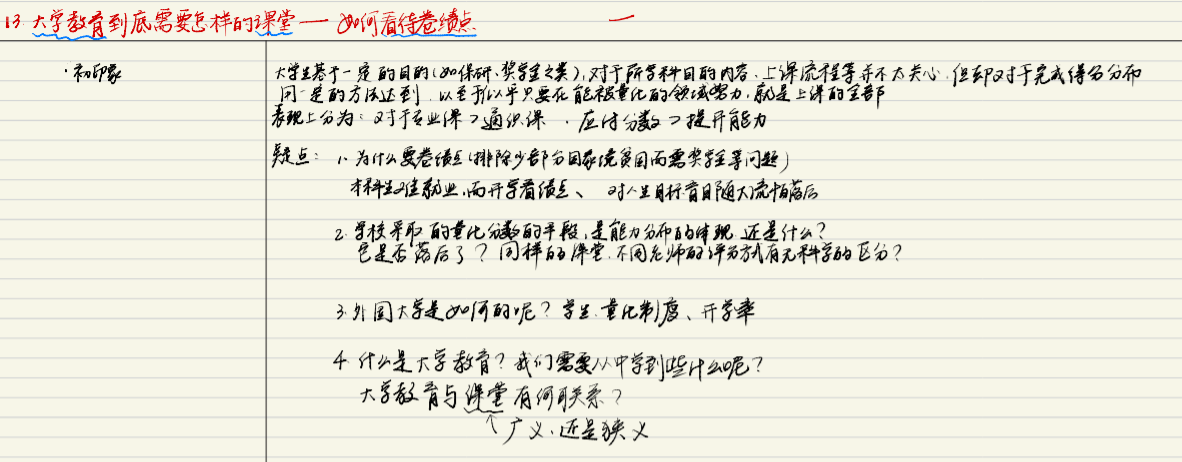 13. 大学教育到底需要怎样的课堂 — 如何看待卷绩点
·初印象
大学生基于一定的目的(如保研、奖学金之类),对于所学科目的内容、上课流程等并不太关心,但却对于完成得分分布
用一定的方法达到,以至于似乎只要在能被量化的领域努力,就是上课的全部
表现上分为:对于专业课>通识课 、应付分数>提升能力
疑点: 1. 为什么要卷绩点(排除少部分因家境贫困而需奖学金等问题)
本科生难就业,而升学看绩点、 对人生目标盲目随大流怕落后
2. 学校采取的量化分数的手段,是能力分布的体现,还是什么?
它是否落后了?同样的课堂,不同老师的评分方式有无科学的区分?
3. 外国大学是如何的呢?学生、量化制度、升学率
4. 什么是大学教育?我们需要从中学到些什么呢?
大学教育与课堂有何联系?
↑广义、还是狭义